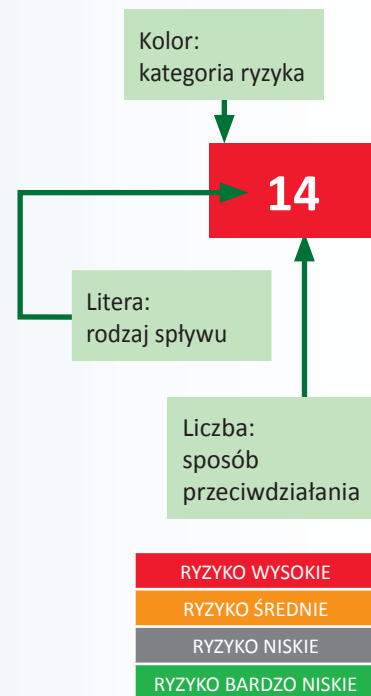 Kolor:
kategoria ryzyka
14
Litera:
rodzaj spływu
Liczba:
sposób
przeciwdziałania
RYZYKO WYSOKIE
RYZYKO ŚREDNIE
RYZYKO NISKIE
RYZYKO BARDZO NISKIE